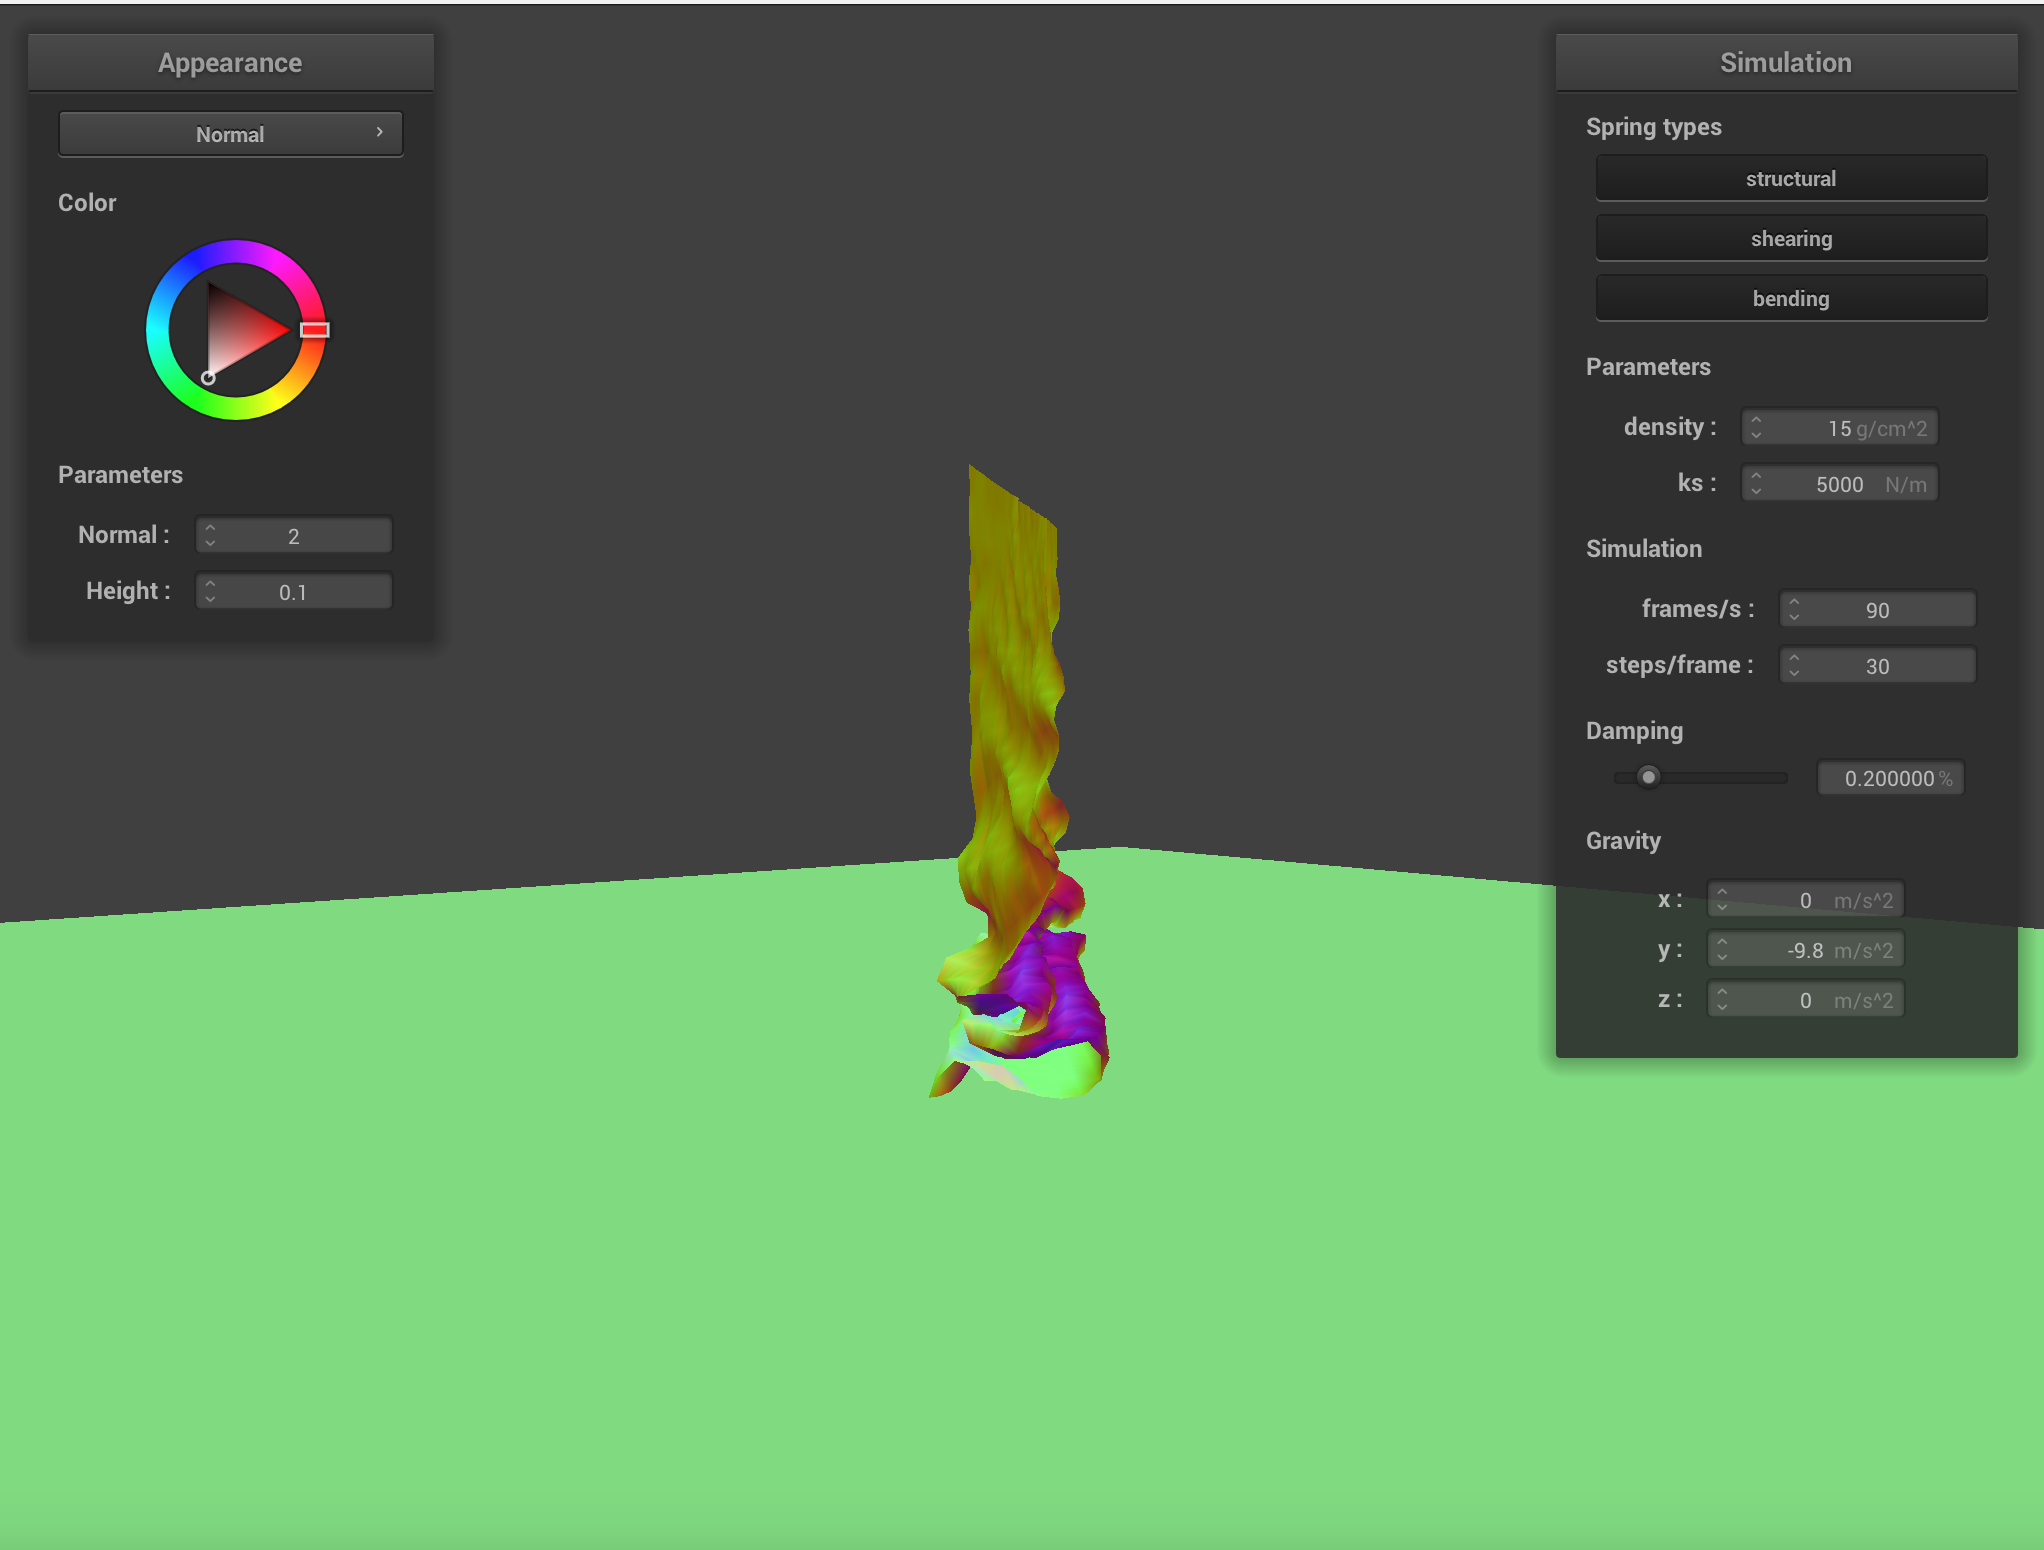 Appearance
Normal
Color
Parameters
Normal : 2
Height : 0.1
Simulation
Spring types
structural
shearing
bending
Parameters
density : 15 g/cm^2
ks : 5000 N/m
Simulation
frames/s : 90
steps/frame : 30
Damping
0.200000 %
Gravity
x : 0 m/s^2
y : -9.8 m/s^2
z : 0 m/s^2